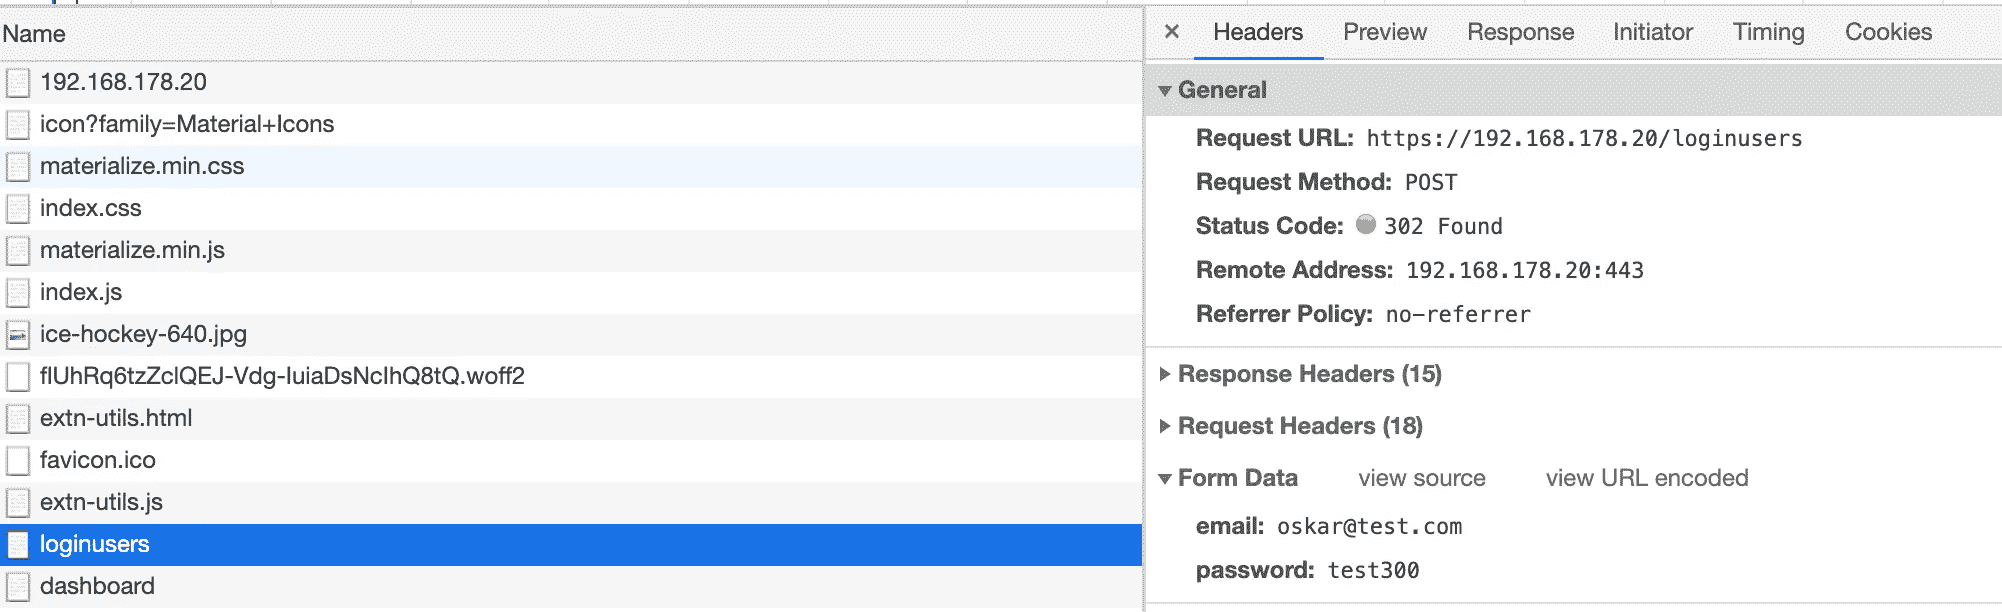 Name
192.168.178.20
icon?family=Material+Icons
materialize.min.css
index.css
materialize.min.js
index.js
ice-hockey-640.jpg
flUhRq6tzZclQEJ-Vdg-IuiaDsNcIhQ8tQ.woff2
extn-utils.html
favicon.ico
extn-utils.js
loginusers
dashboard
× Headers Preview Response Initiator Timing Cookies
General
Request URL: https://192.168.178.20/loginusers
Request Method: POST
Status Code: 302 Found
Remote Address: 192.168.178.20:443
Referrer Policy: no-referrer
Response Headers (15)
Request Headers (18)
Form Data view source view URL encoded
email: oskar@test.com
password: test300